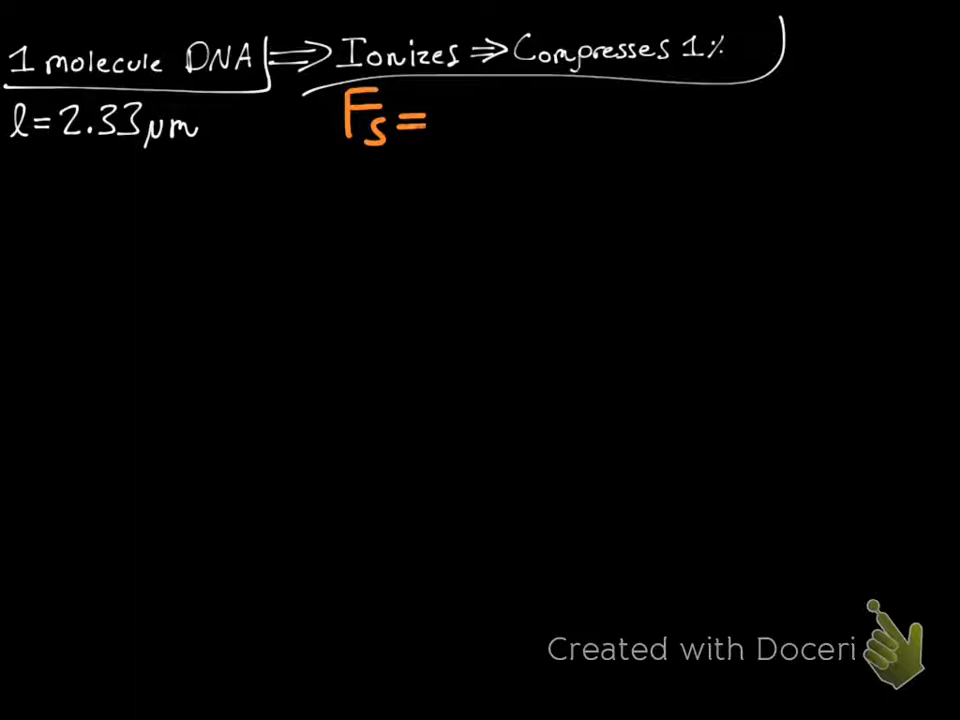 1 molecule DNA ⇒ Ionizes ⇒ Compresses 1%
l = 2.33 μm
Fs =
Created with Doceri